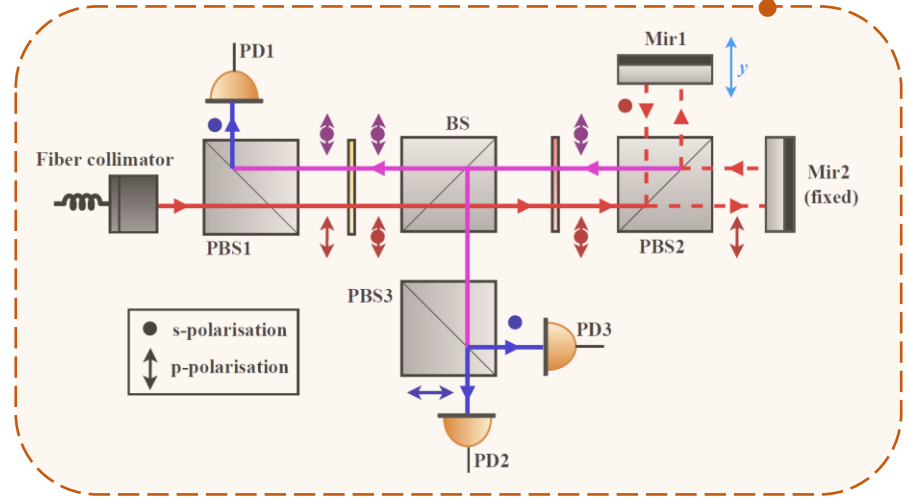 PD1
Mir1
y
BS
Fiber collimator
Mir2
(fixed)
PBS1
PBS2
PBS3
s-polarisation
p-polarisation
PD3
PD2